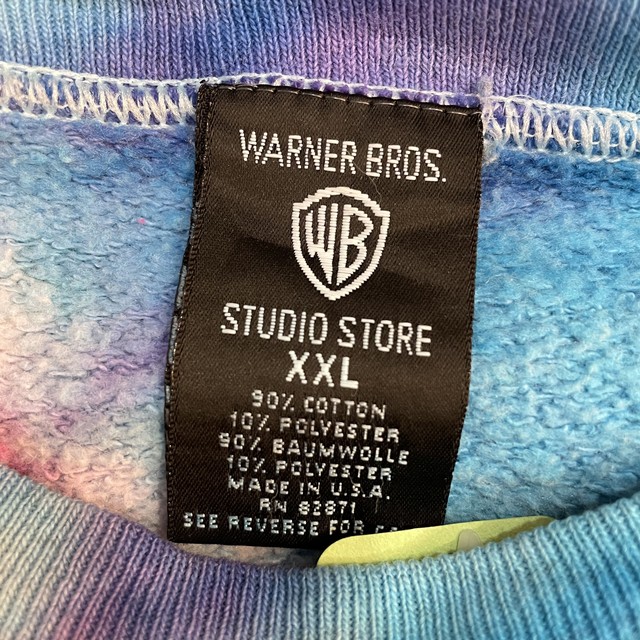 WARNER BROS.
WB
STUDIO STORE
XXL
90% COTTON
10% POLYESTER
90% BAUMWOLLE
10% POLYESTER
MADE IN U.S.A.
RN 82871
SEE REVERSE FOR